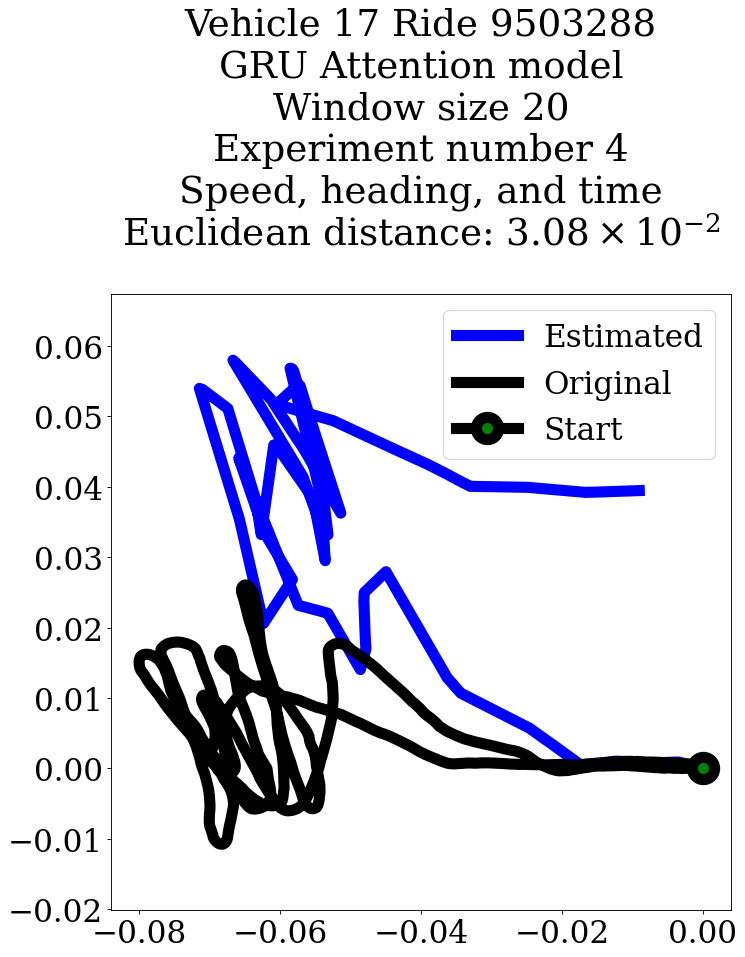 Vehicle 17 Ride 9503288
GRU Attention model
Window size 20
Experiment number 4
Speed, heading, and time
Euclidean distance: 3.08 × 10⁻²
Estimated
Original
Start
0.06
0.05
0.04
0.03
0.02
0.01
0.00
−0.01
−0.02
−0.08 −0.06 −0.04 −0.02 0.00